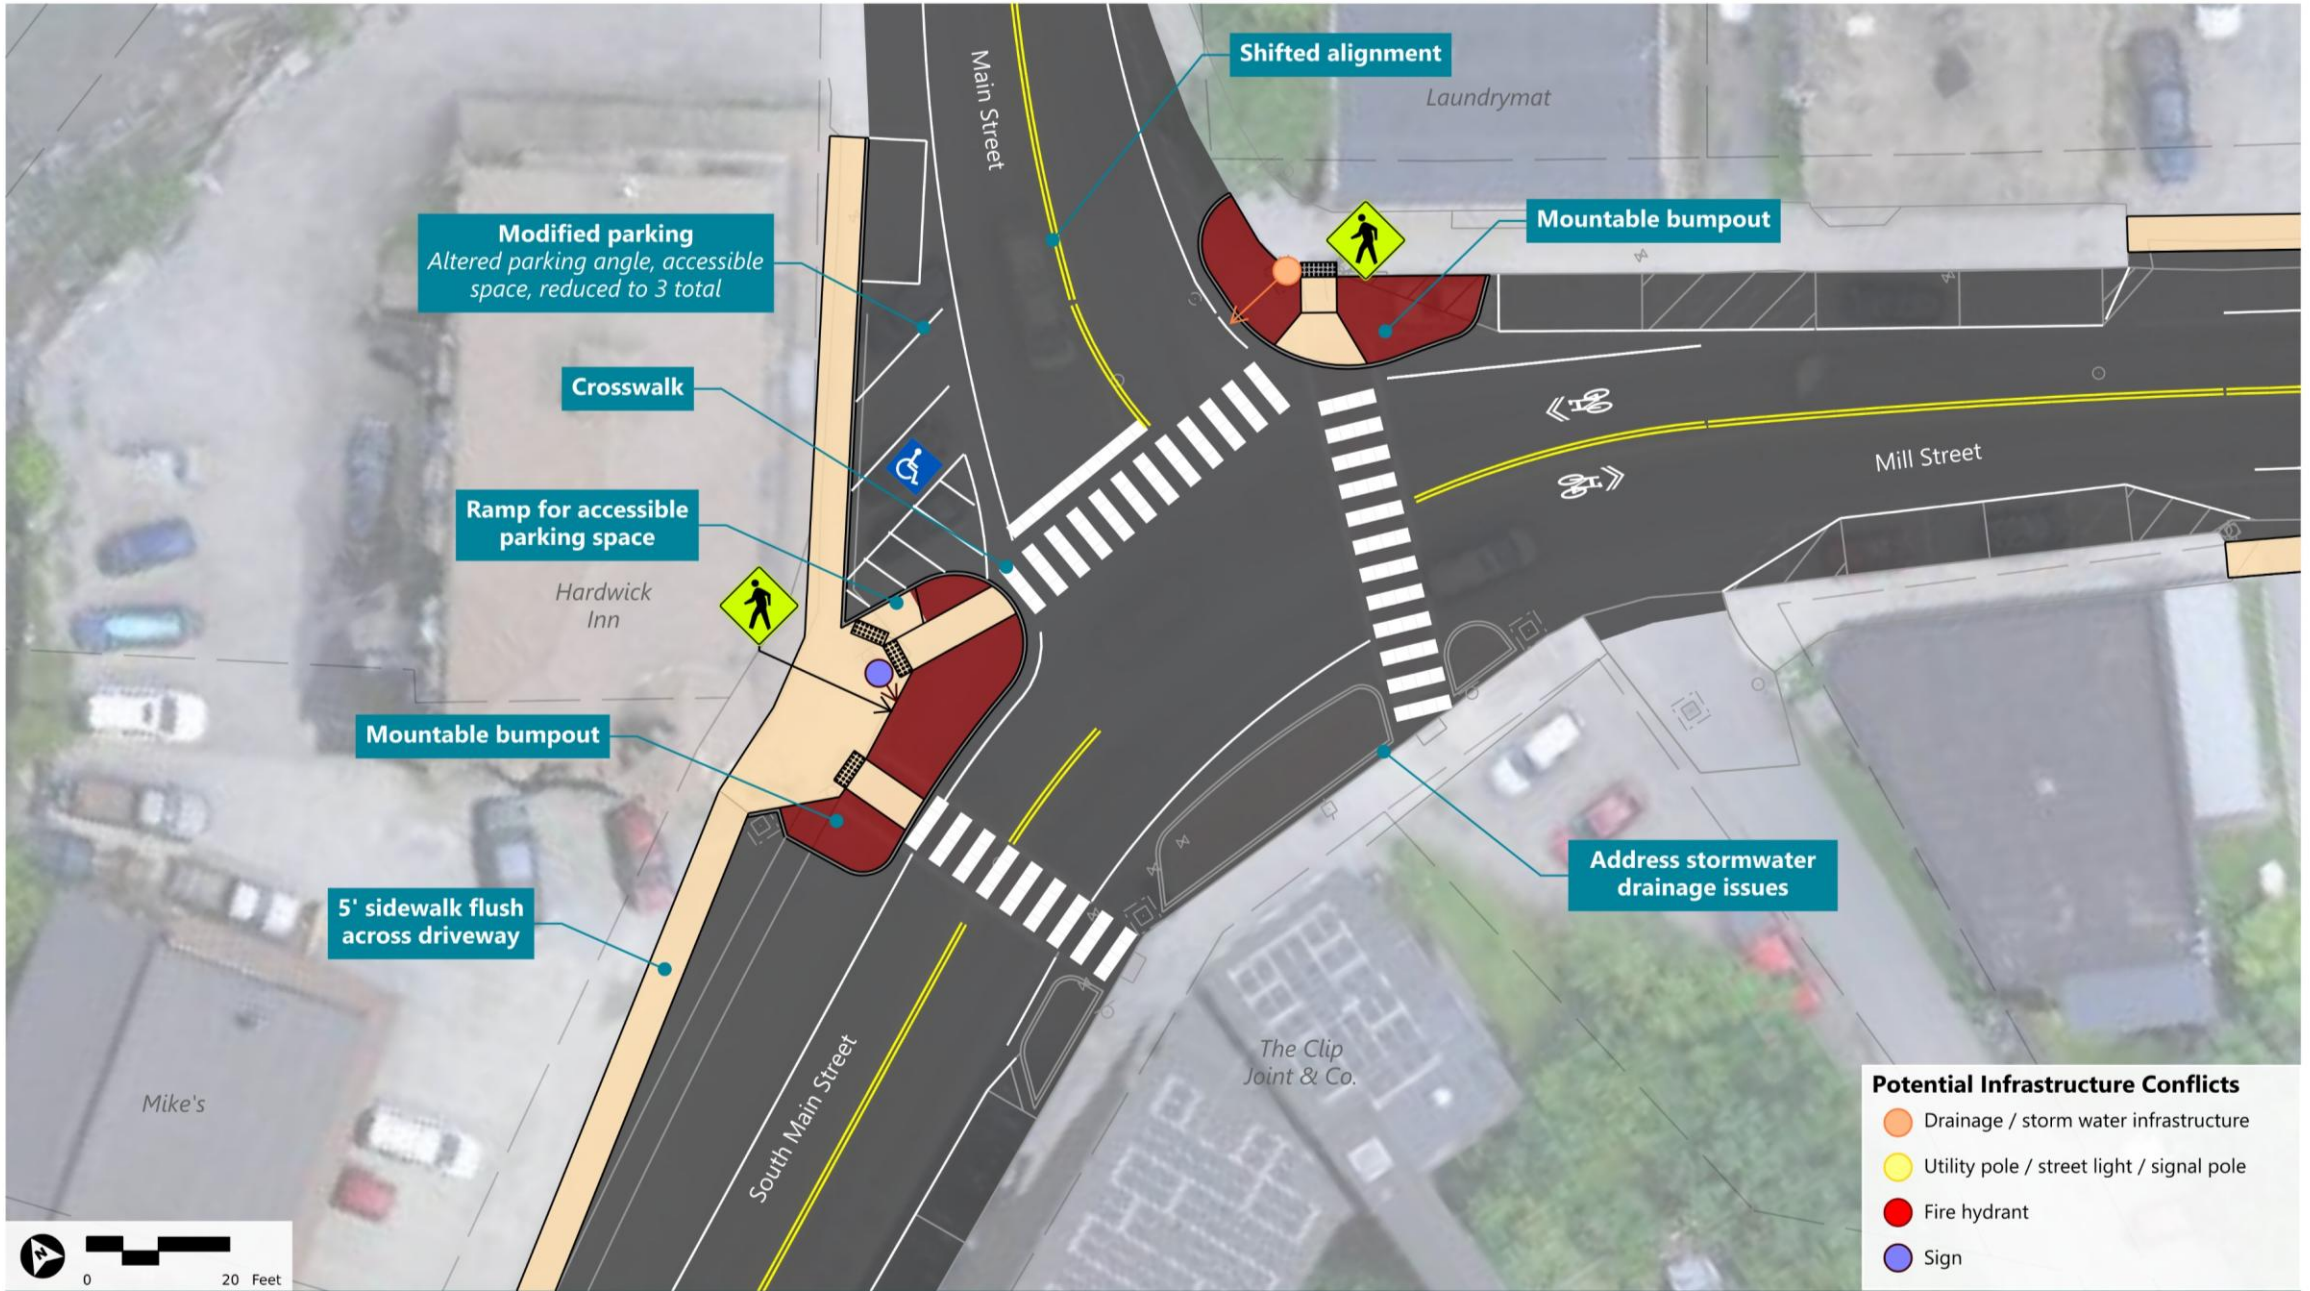 Shifted alignment
Main Street
Laundrymat
Modified parking
Altered parking angle, accessible
space, reduced to 3 total
Mountable bumpout
Crosswalk
Mill Street
Ramp for accessible
parking space
Hardwick
Inn
Mountable bumpout
Address stormwater
drainage issues
5' sidewalk flush
across driveway
The Clip
Joint & Co.
Mike's
South Main Street
Potential Infrastructure Conflicts
Drainage / storm water infrastructure
Utility pole / street light / signal pole
Fire hydrant
Sign
N
0 20 Feet